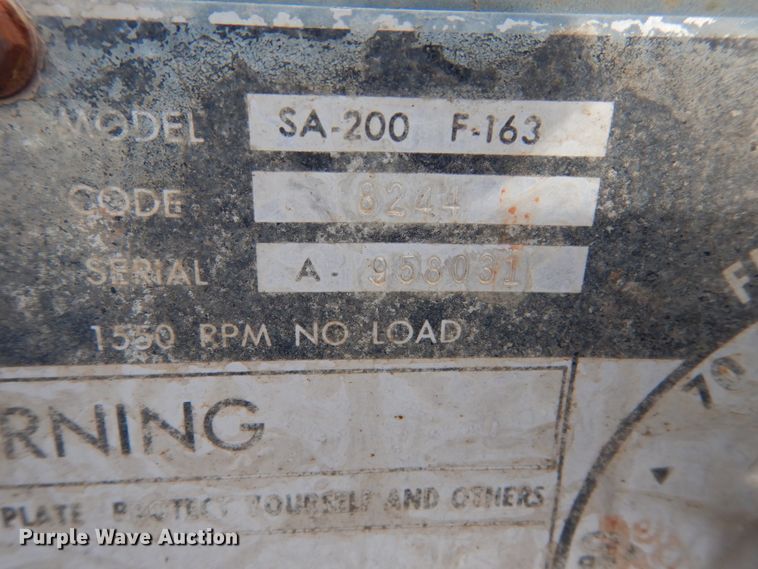 MODEL SA-200 F-163
CODE 8244
SERIAL A- 958031
1550 RPM NO LOAD
RNING
PLATE PROTECT YOURSELF AND OTHERS
70
Purple Wave Auction